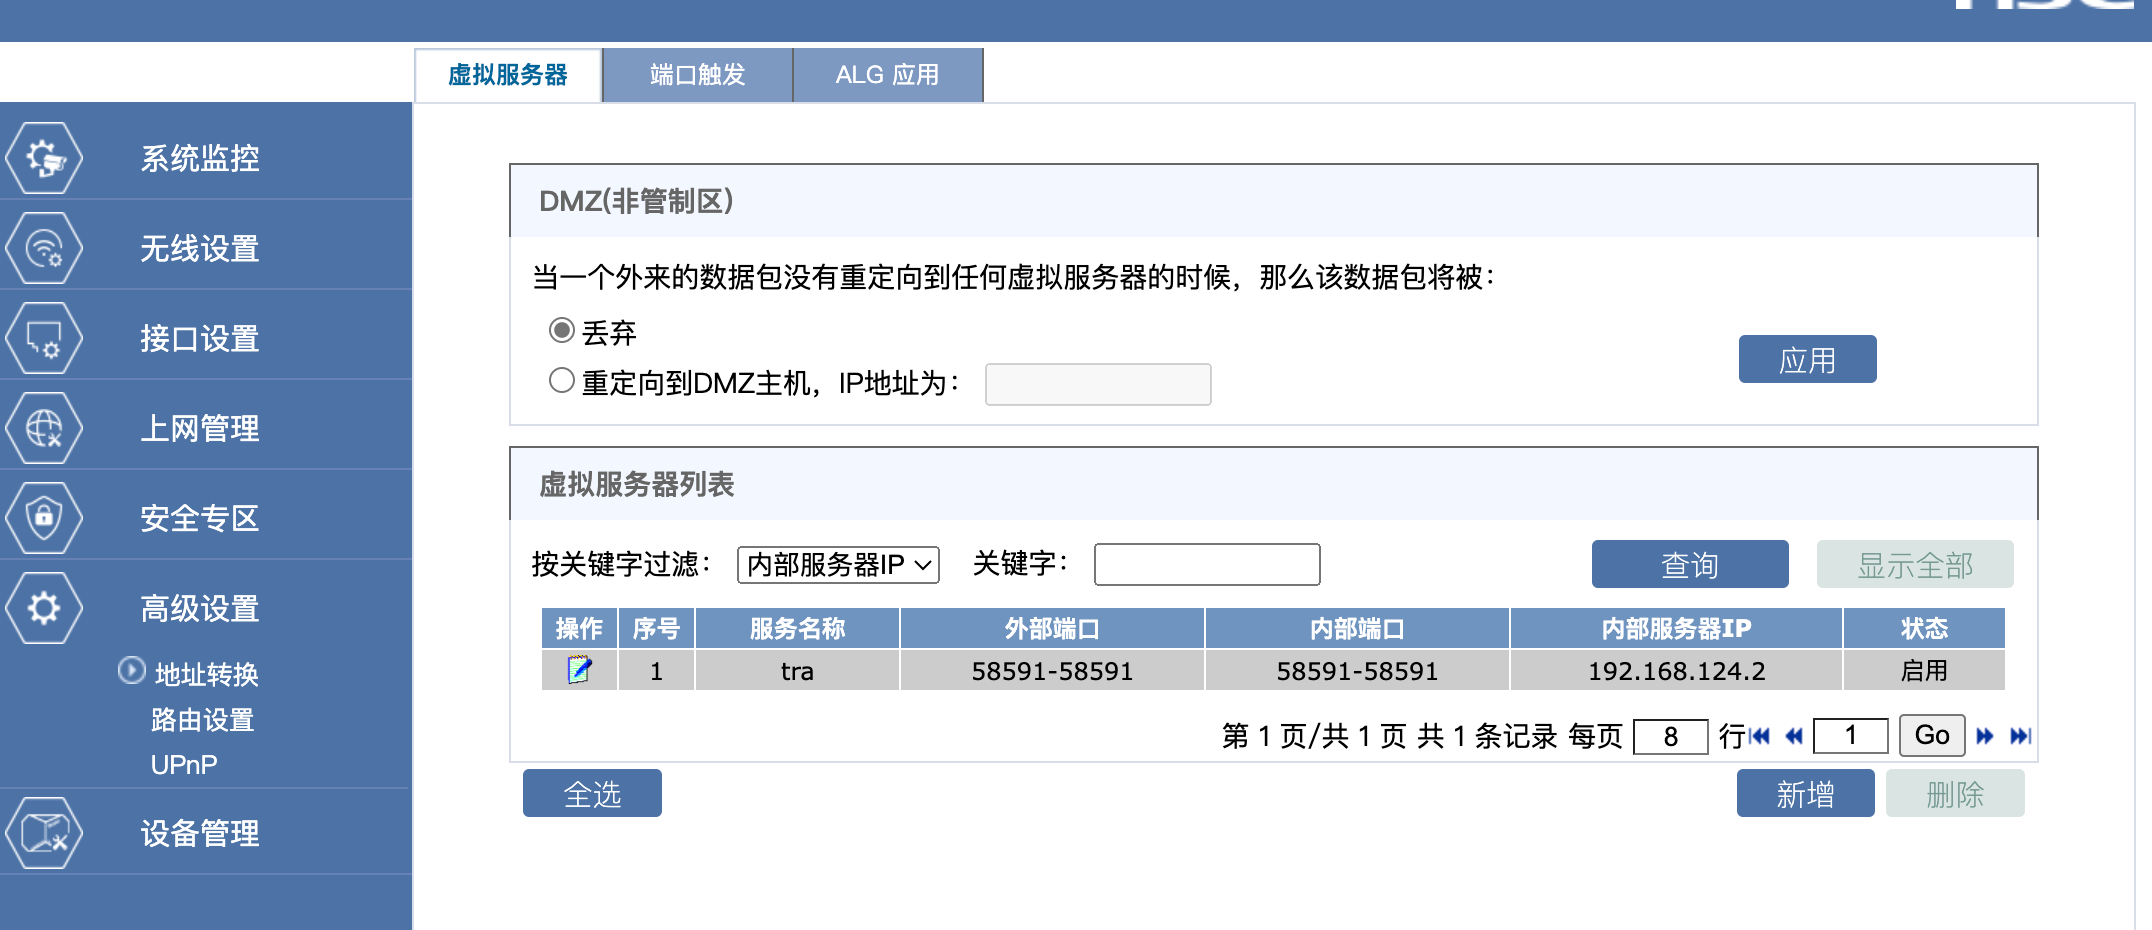 虚拟服务器 端口触发 ALG 应用
系统监控
无线设置
接口设置
上网管理
安全专区
高级设置
地址转换
路由设置
UPnP
设备管理
DMZ(非管制区)
当一个外来的数据包没有重定向到任何虚拟服务器的时候，那么该数据包将被：
丢弃
重定向到DMZ主机，IP地址为：
应用
虚拟服务器列表
按关键字过滤： 内部服务器IP 关键字： 查询 显示全部
操作 序号 服务名称 外部端口 内部端口 内部服务器IP 状态
1 tra 58591-58591 58591-58591 192.168.124.2 启用
第 1 页/共 1 页 共 1 条记录 每页 8 行 1 Go
全选 新增 删除